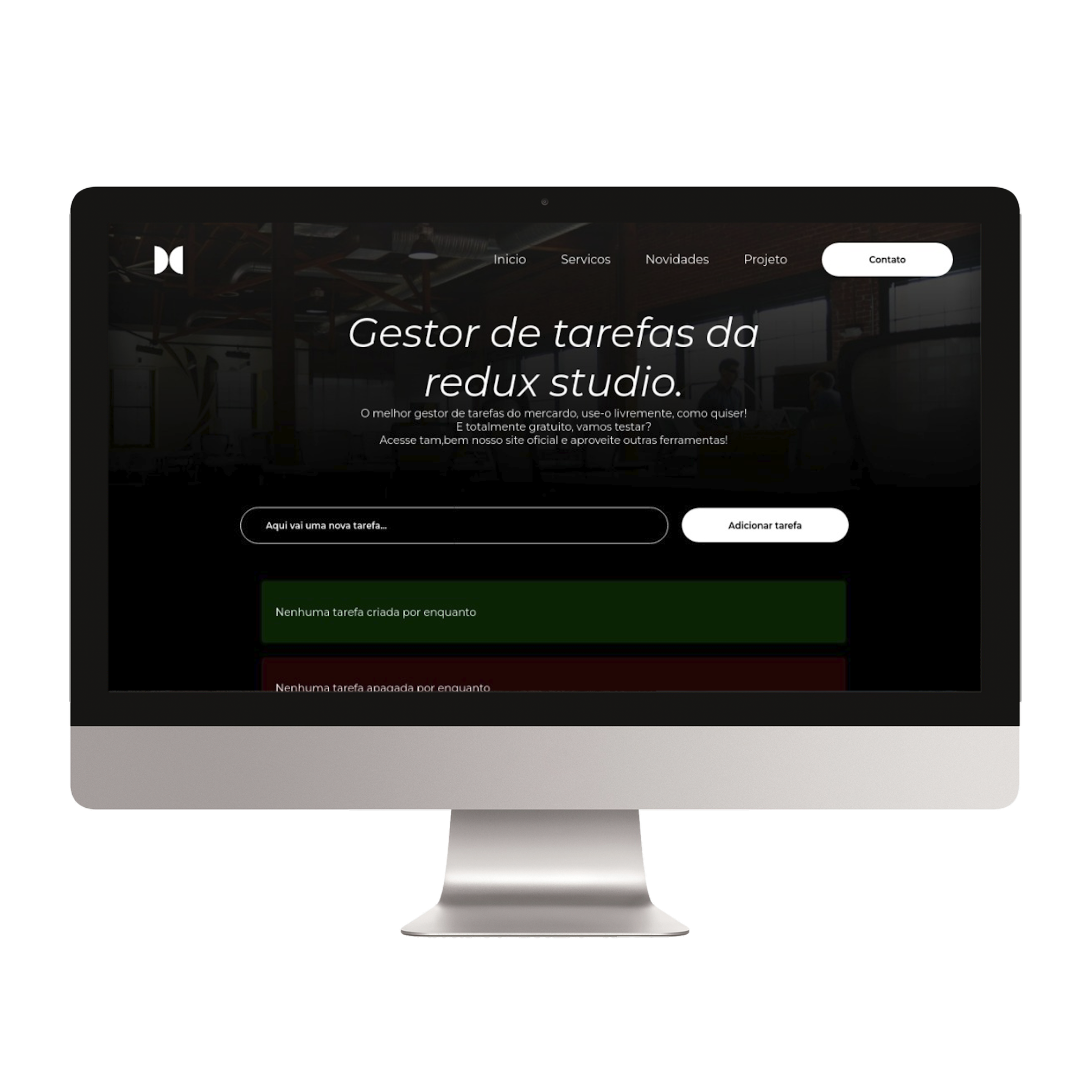 Inicio Servicos Novidades Projeto Contato
Gestor de tarefas da
redux studio.
O melhor gestor de tarefas do mercardo, use-o livremente, como quiser!
E totalmente gratuito, vamos testar?
Acesse tam,bem nosso site oficial e aproveite outras ferramentas!
Aqui vai uma nova tarefa... Adicionar tarefa
Nenhuma tarefa criada por enquanto
Nenhuma tarefa apagada por enquanto